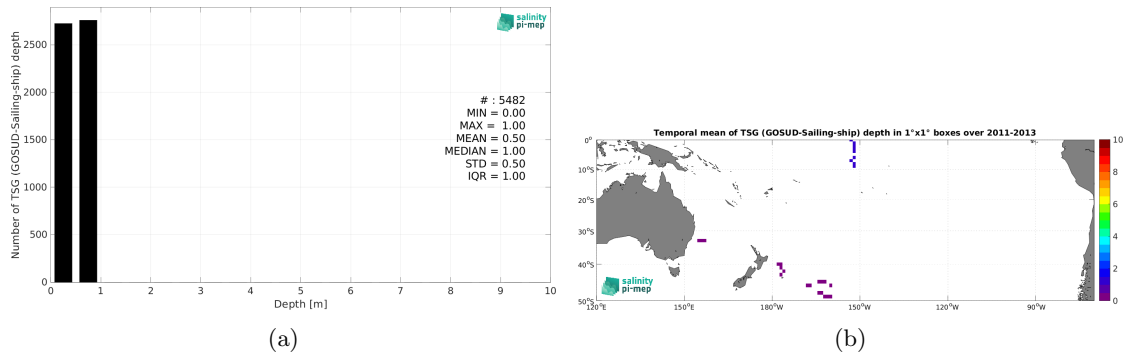 salinity
pi-mep
Number of TSG (GOSUD-Sailing-ship) depth
2500
2000
1500
1000
500
0
# : 5482
MIN = 0.00
MAX = 1.00
MEAN = 0.50
MEDIAN = 1.00
STD = 0.50
IQR = 1.00
0 1 2 3 4 5 6 7 8 9 10
Depth [m]
(a)
Temporal mean of TSG (GOSUD-Sailing-ship) depth in 1°x1° boxes over 2011-2013
0°
10°S
20°S
30°S
40°S
50°S
120°E 150°E 180°W 150°W 120°W 90°W
10
8
6
4
2
0
salinity
pi-mep
(b)